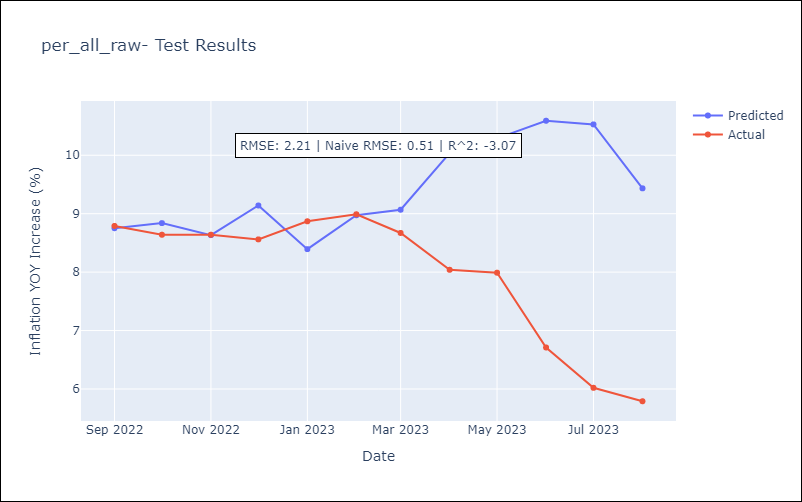 per_all_raw- Test Results
Predicted
Actual
RMSE: 2.21 | Naive RMSE: 0.51 | R^2: -3.07
Inflation YOY Increase (%)
10
9
8
7
6
Sep 2022 Nov 2022 Jan 2023 Mar 2023 May 2023 Jul 2023
Date